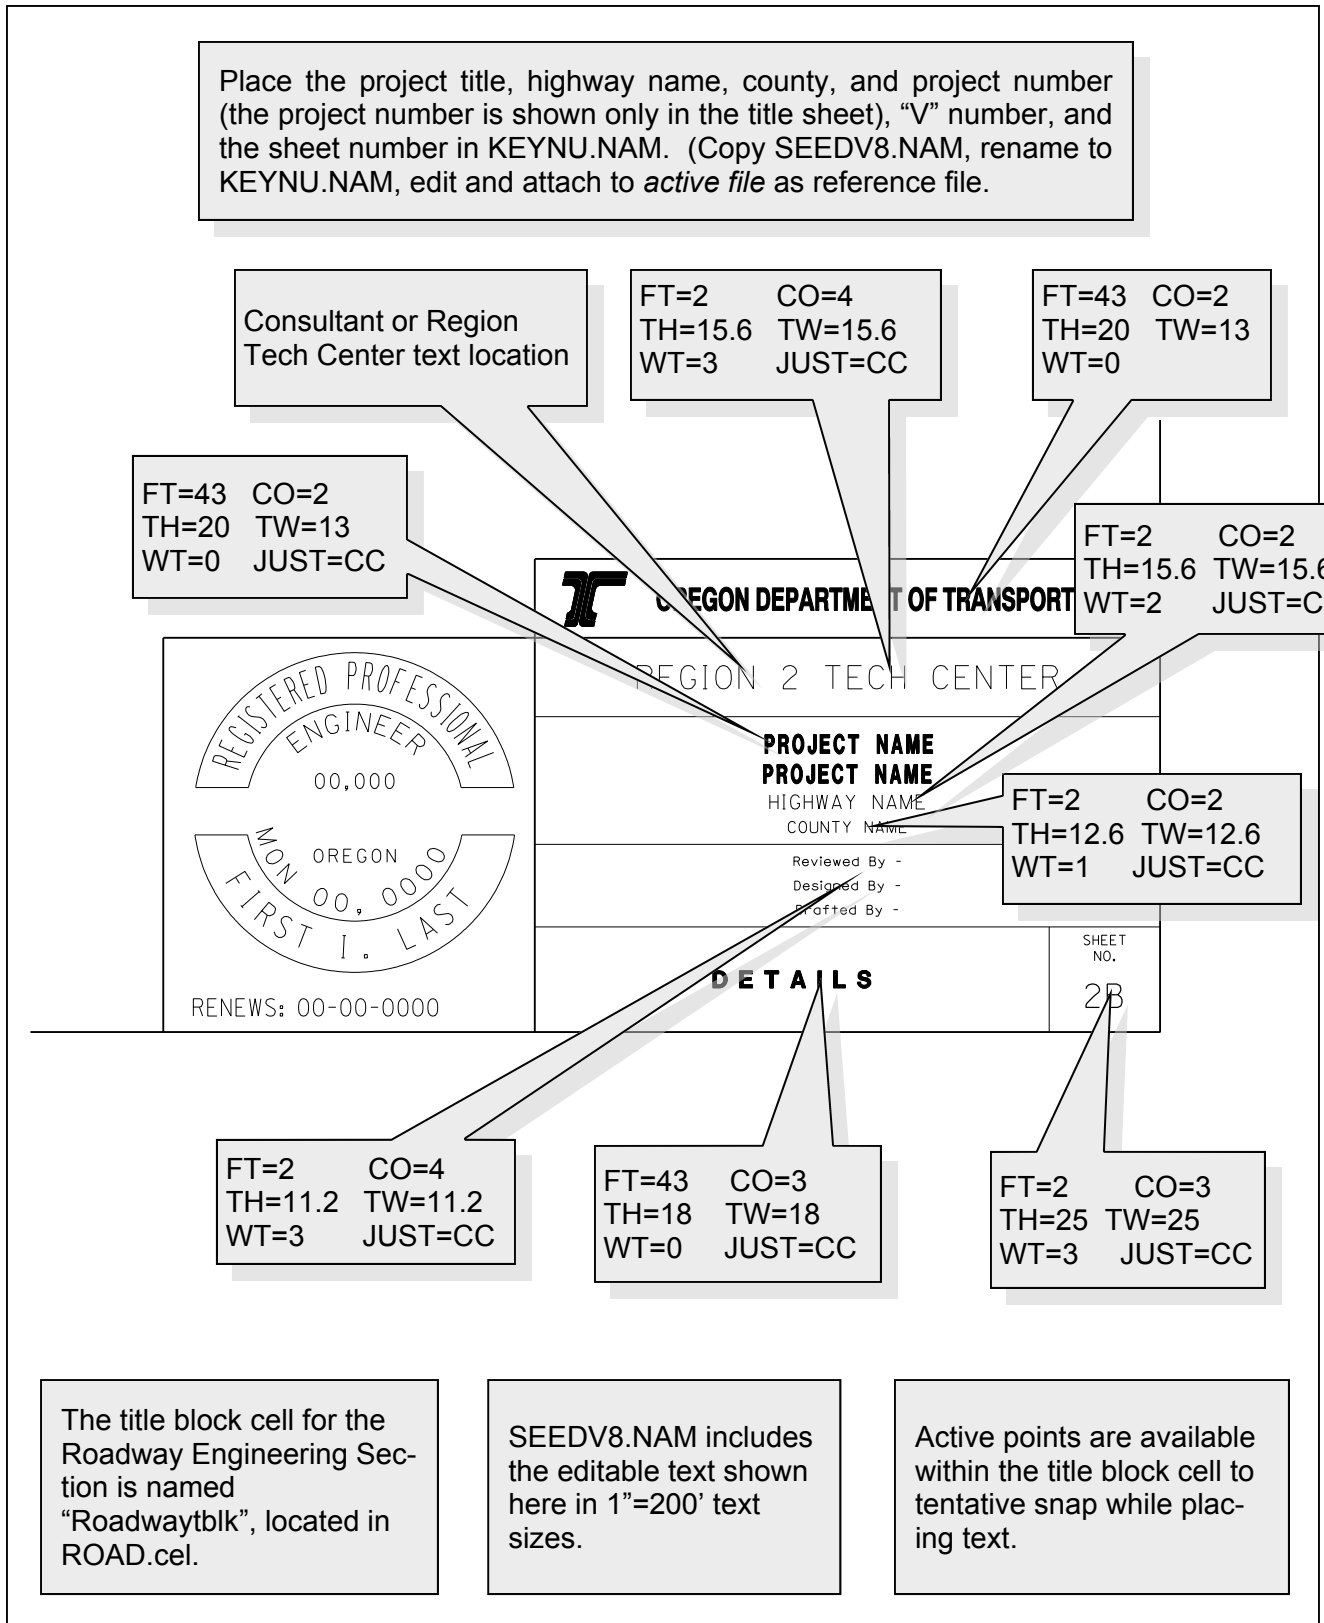 Place the project title, highway name, county, and project number
(the project number is shown only in the title sheet), “V” number, and
the sheet number in KEYNU.NAM.  (Copy SEEDV8.NAM, rename to
KEYNU.NAM, edit and attach to active file as reference file.
Consultant or Region
Tech Center text location
FT=2 CO=4
TH=15.6 TW=15.6
WT=3 JUST=CC
FT=43 CO=2
TH=20 TW=13
WT=0
FT=43 CO=2
TH=20 TW=13
WT=0 JUST=CC
FT=2 CO=2
TH=15.6 TW=15.6
WT=2 JUST=C
OREGON DEPARTMENT OF TRANSPORT
REGION 2 TECH CENTER
REGISTERED PROFESSIONAL
ENGINEER
00,000
OREGON
MON 00, 0000
FIRST I. LAST
RENEWS: 00-00-0000
PROJECT NAME
PROJECT NAME
HIGHWAY NAME
COUNTY NAME
FT=2 CO=2
TH=12.6 TW=12.6
WT=1 JUST=CC
Reviewed By -
Designed By -
Drafted By -
DETAILS
SHEET
NO.
2B
FT=2 CO=4
TH=11.2 TW=11.2
WT=3 JUST=CC
FT=43 CO=3
TH=18 TW=18
WT=0 JUST=CC
FT=2 CO=3
TH=25 TW=25
WT=3 JUST=CC
The title block cell for the
Roadway Engineering Sec-
tion is named
“Roadwaytblk”, located in
ROAD.cel.
SEEDV8.NAM includes
the editable text shown
here in 1”=200’ text
sizes.
Active points are available
within the title block cell to
tentative snap while plac-
ing text.